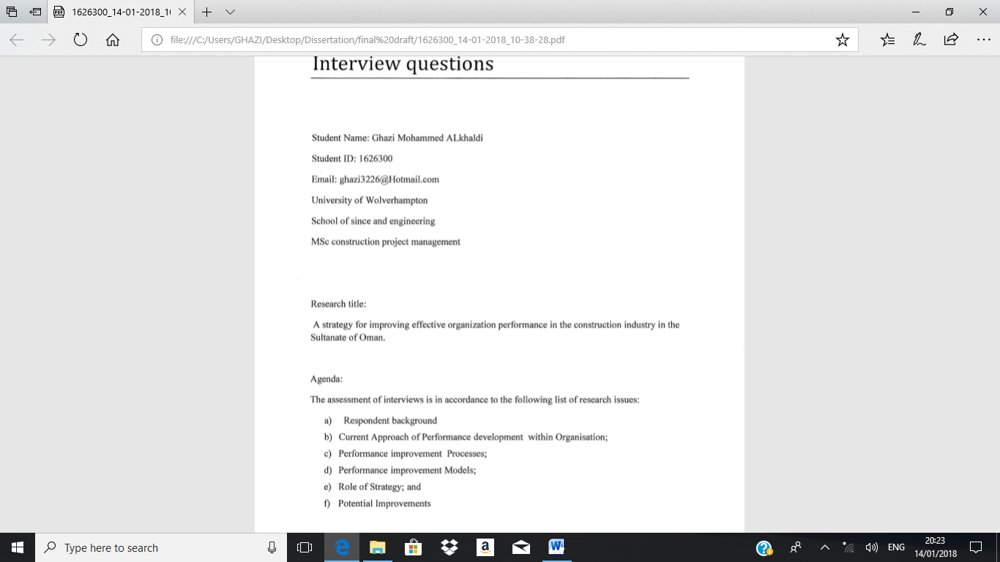 1626300_14-01-2018_1
file:///C:/Users/GHAZI/Desktop/Dissertation/final%20draft/1626300_14-01-2018_10-38-28.pdf
Interview questions
Student Name: Ghazi Mohammed ALkhaldi
Student ID: 1626300
Email: ghazi3226@Hotmail.com
University of Wolverhampton
School of since and engineering
MSc construction project management
Research title:
A strategy for improving effective organization performance in the construction industry in the
Sultanate of Oman.
Agenda:
The assessment of interviews is in accordance to the following list of research issues:
a) Respondent background
b) Current Approach of Performance development within Organisation;
c) Performance improvement Processes;
d) Performance improvement Models;
e) Role of Strategy; and
f) Potential Improvements
Type here to search
ENG
20:23
14/01/2018